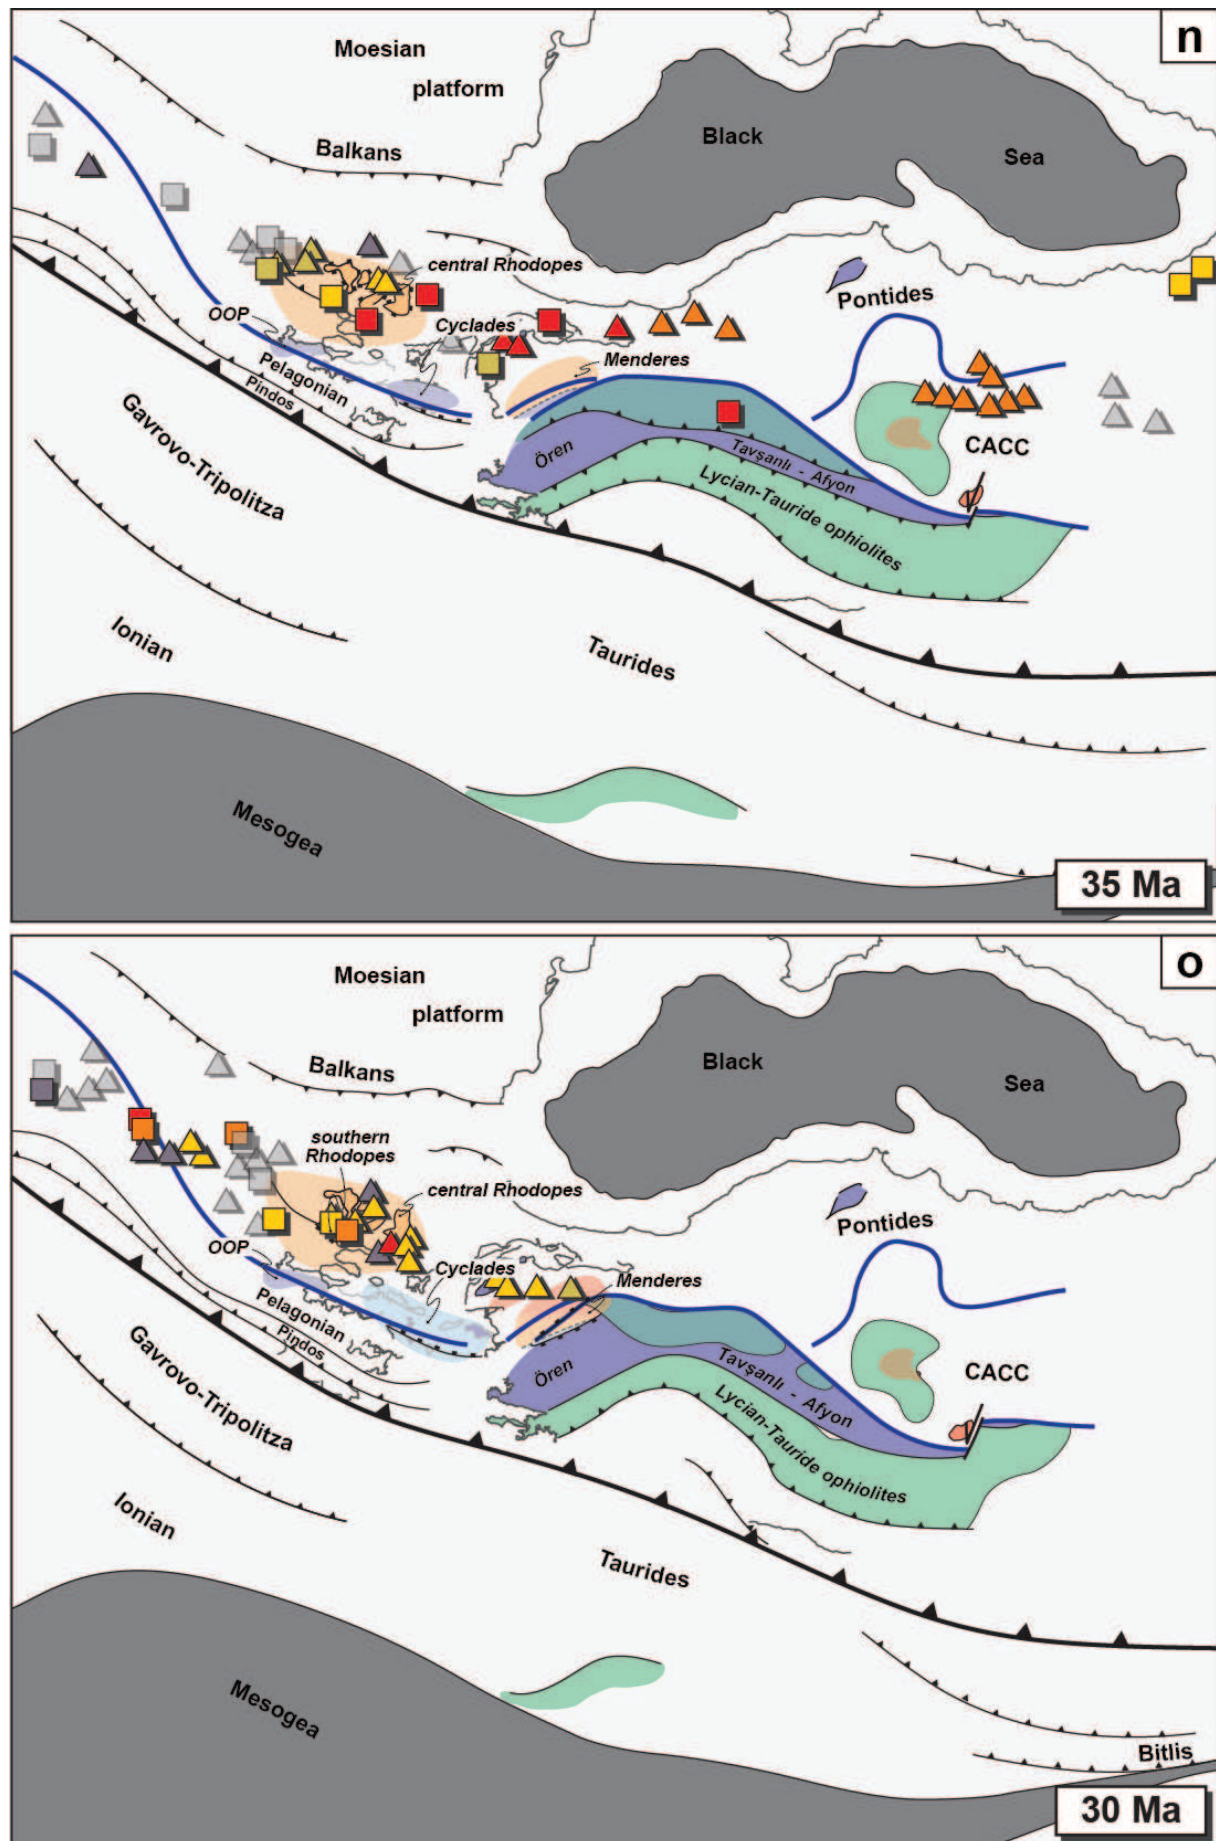 n
Moesian
platform
Black
Sea
Balkans
central Rhodopes
Pontides
OOP
Cyclades
Menderes
Pelagonian
Pindos
Gavrovo-Tripolitza
Ören
Tavşanlı - Afyon
CACC
Lycian-Tauride ophiolites
Ionian
Taurides
Mesogea
35 Ma
o
Moesian
platform
Black
Sea
Balkans
southern
Rhodopes
central Rhodopes
Pontides
OOP
Cyclades
Menderes
Pelagonian
Pindos
Gavrovo-Tripolitza
Ören
Tavşanlı - Afyon
CACC
Lycian-Tauride ophiolites
Ionian
Taurides
Mesogea
Bitlis
30 Ma